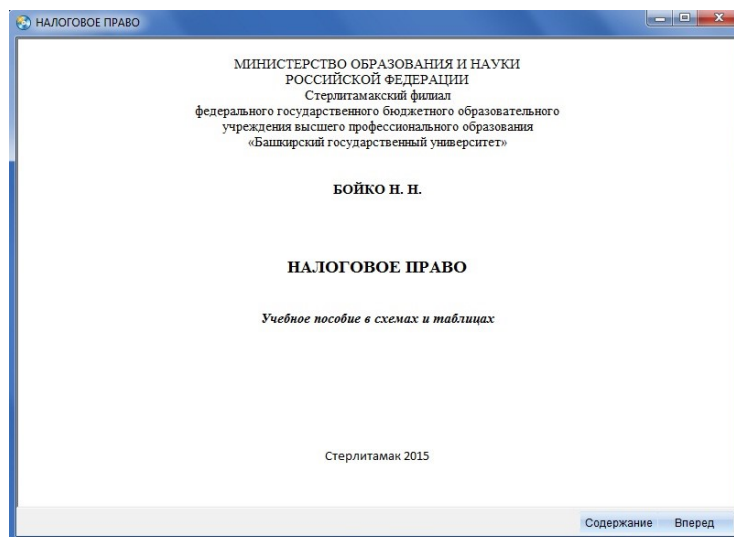 НАЛОГОВОЕ ПРАВО
МИНИСТЕРСТВО ОБРАЗОВАНИЯ И НАУКИ
РОССИЙСКОЙ ФЕДЕРАЦИИ
Стерлитамакский филиал
федерального государственного бюджетного образовательного
учреждения высшего профессионального образования
«Башкирский государственный университет»
БОЙКО Н. Н.
НАЛОГОВОЕ ПРАВО
Учебное пособие в схемах и таблицах
Стерлитамак 2015
Содержание Вперед